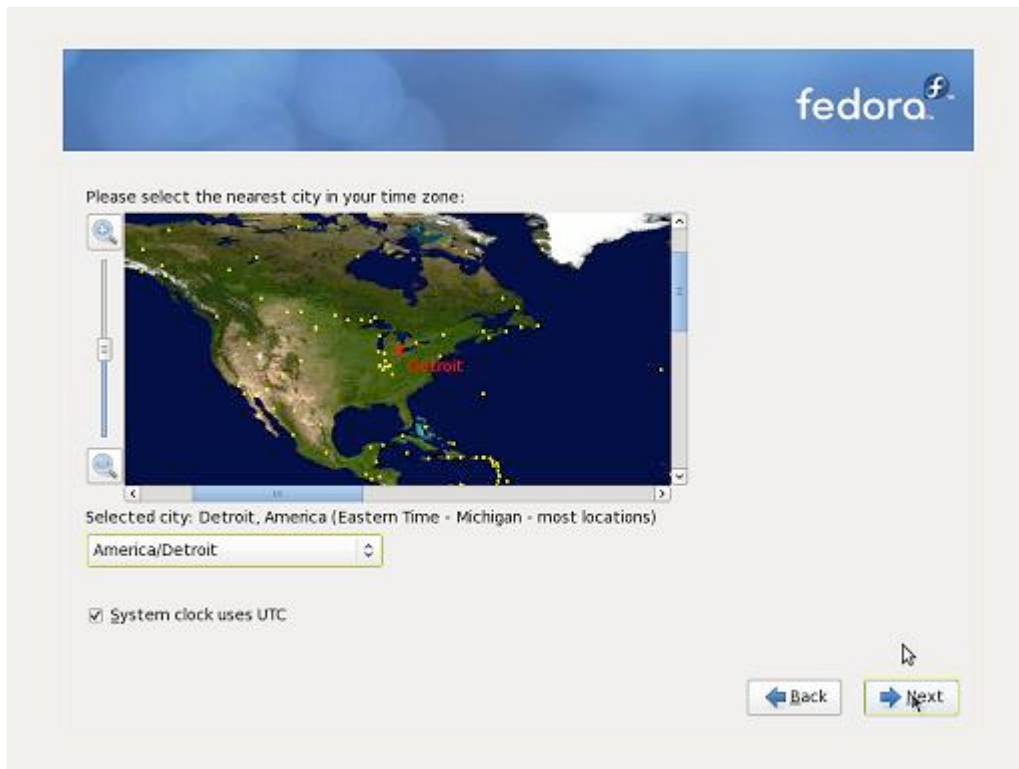 fedora
Please select the nearest city in your time zone:
Detroit
Selected city: Detroit, America (Eastern Time - Michigan - most locations)
America/Detroit
System clock uses UTC
Back
Next